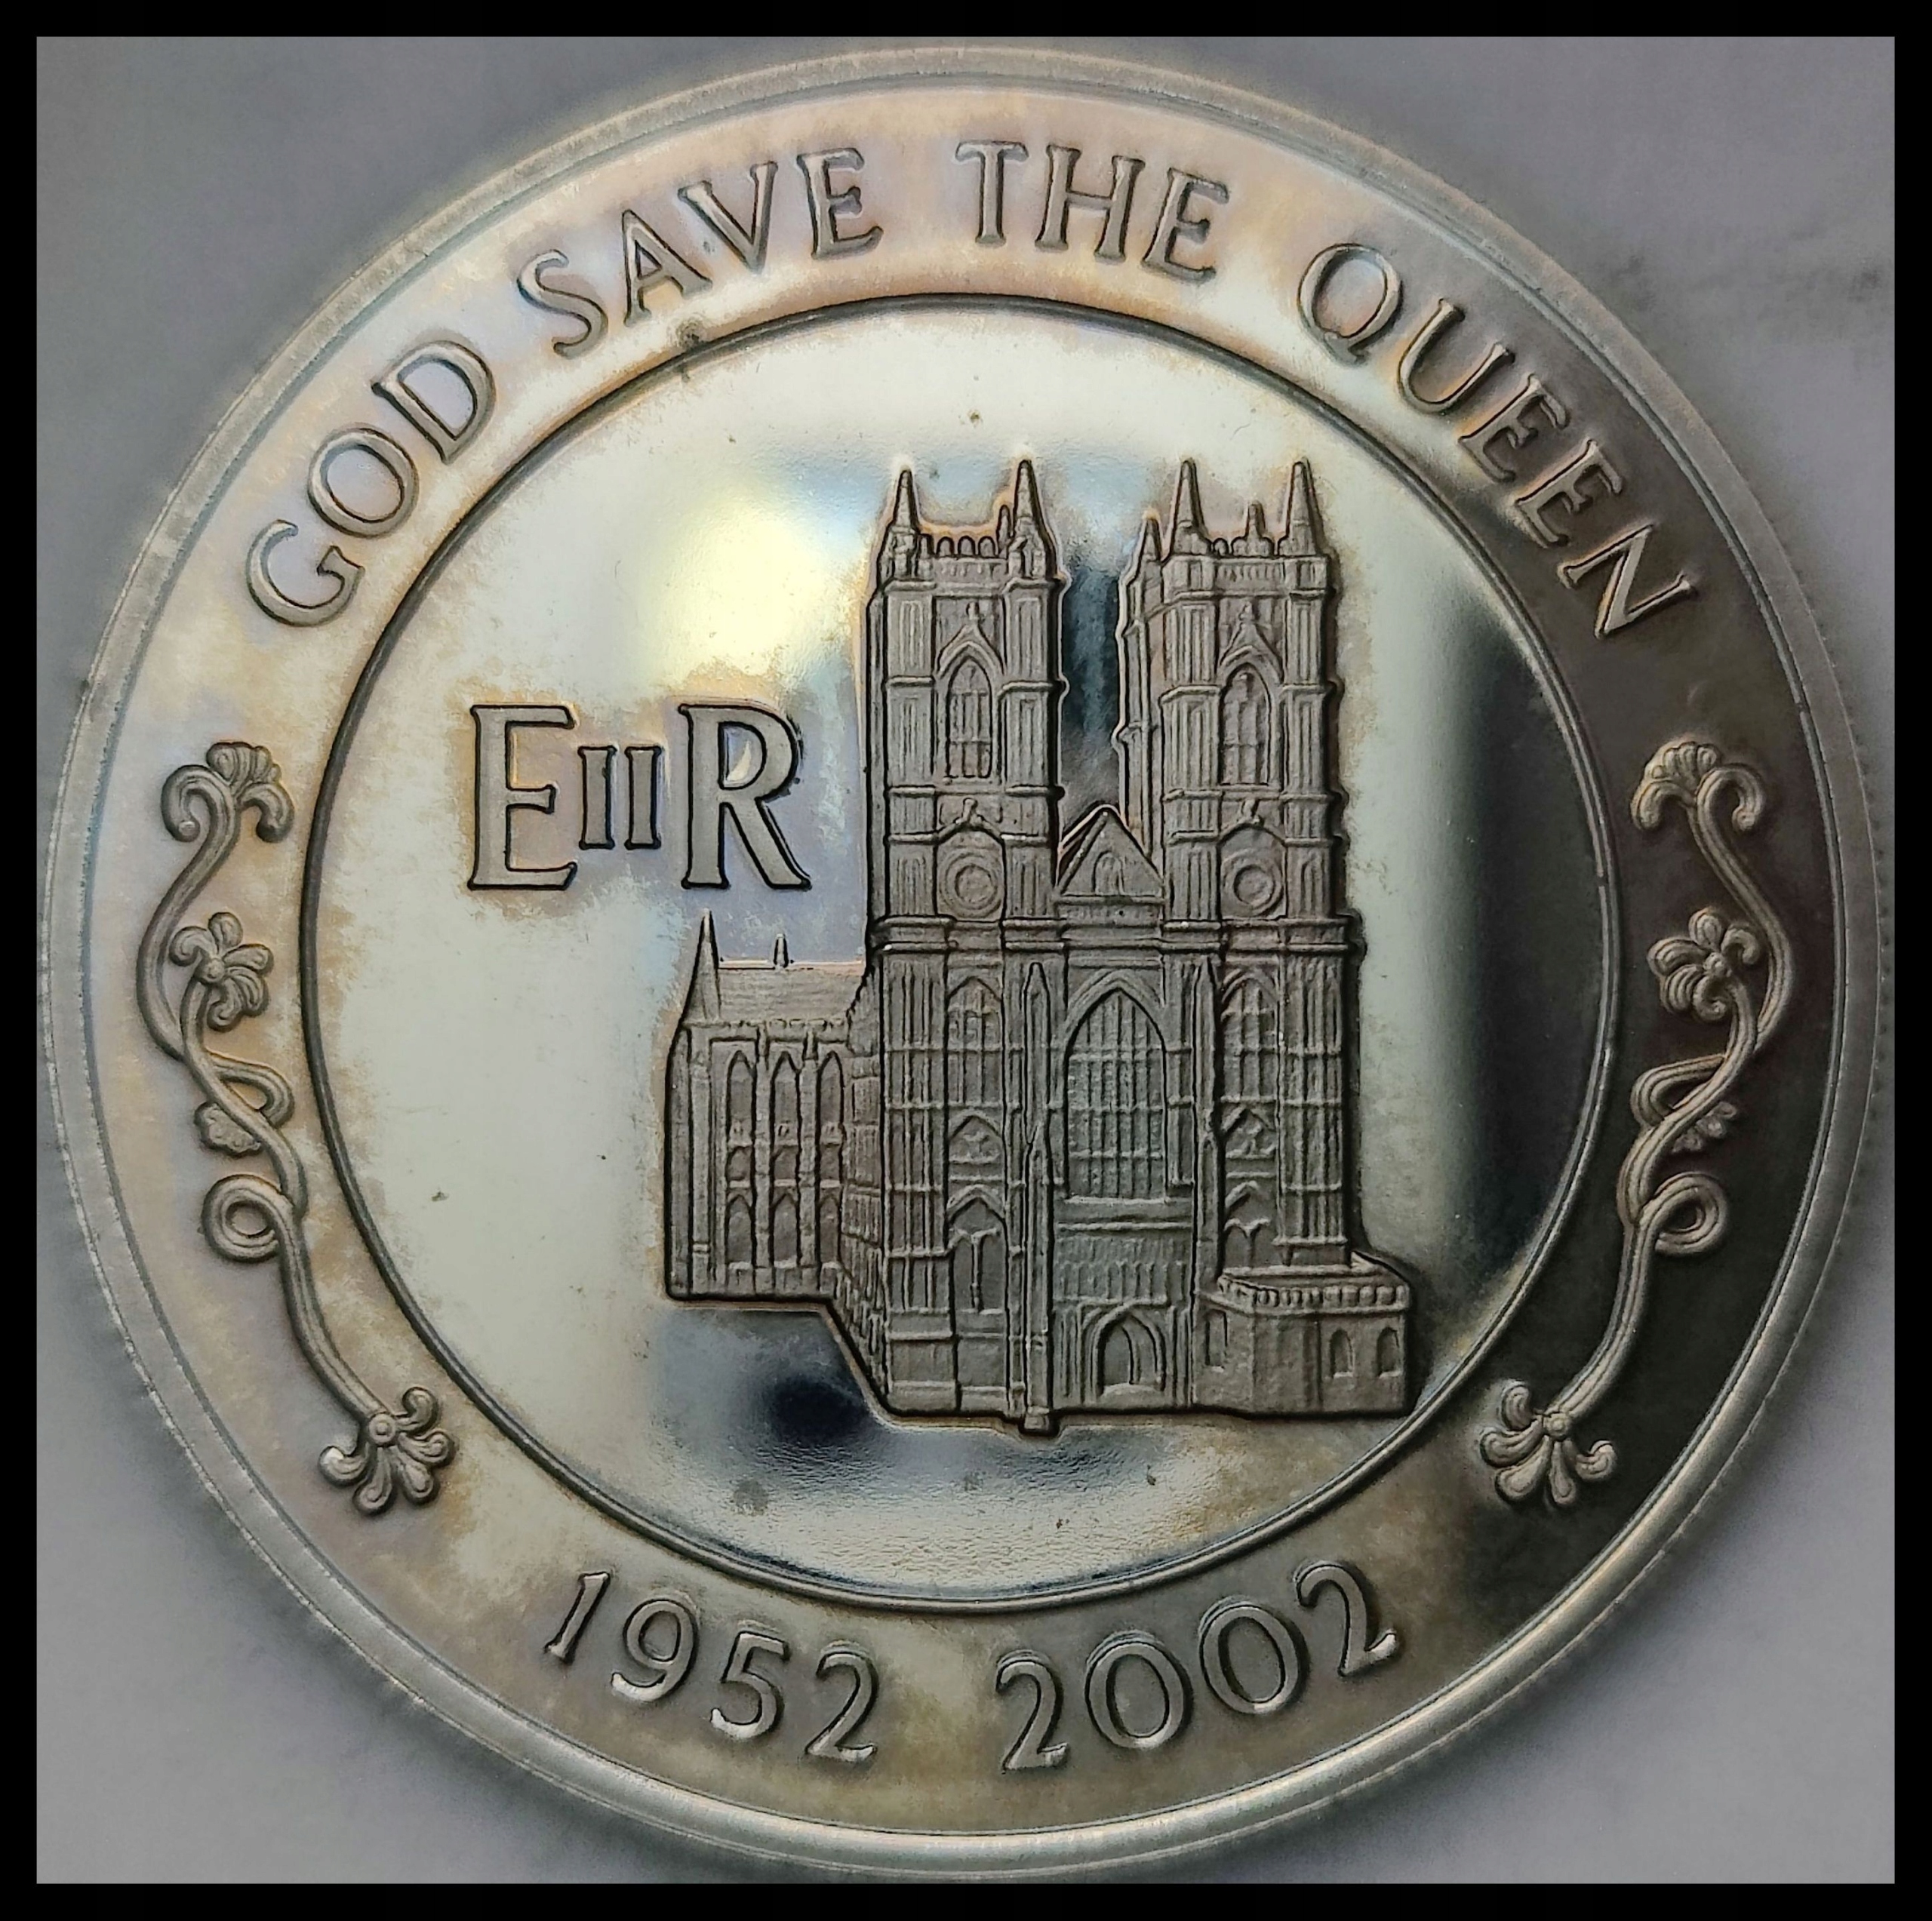 GOD SAVE THE QUEEN
EIIR
1952 2002